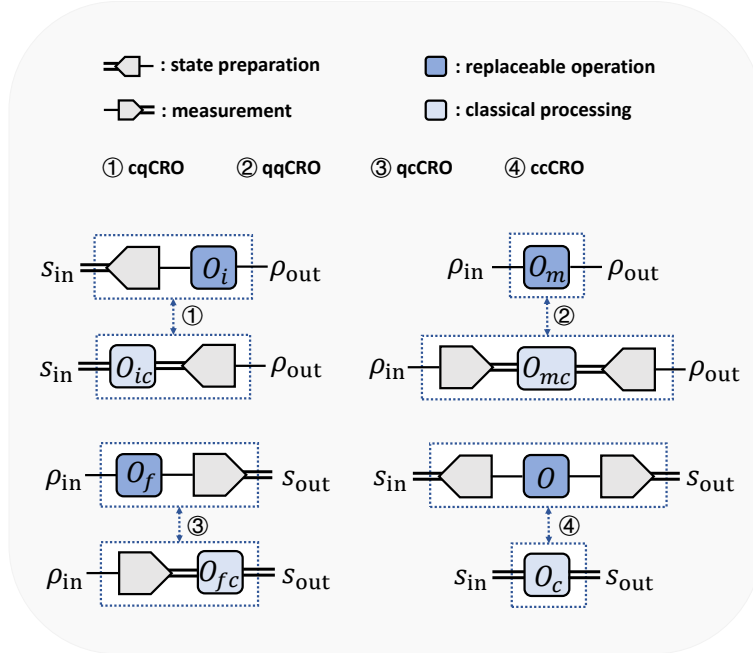 : state preparation : replaceable operation
: measurement : classical processing
① cqCRO ② qqCRO ③ qcCRO ④ ccCRO
s_in O_i ρ_out ρ_in O_m ρ_out
① ②
s_in O_ic ρ_out ρ_in O_mc ρ_out
ρ_in O_f s_out s_in O s_out
③ ④
ρ_in O_fc s_out s_in O_c s_out